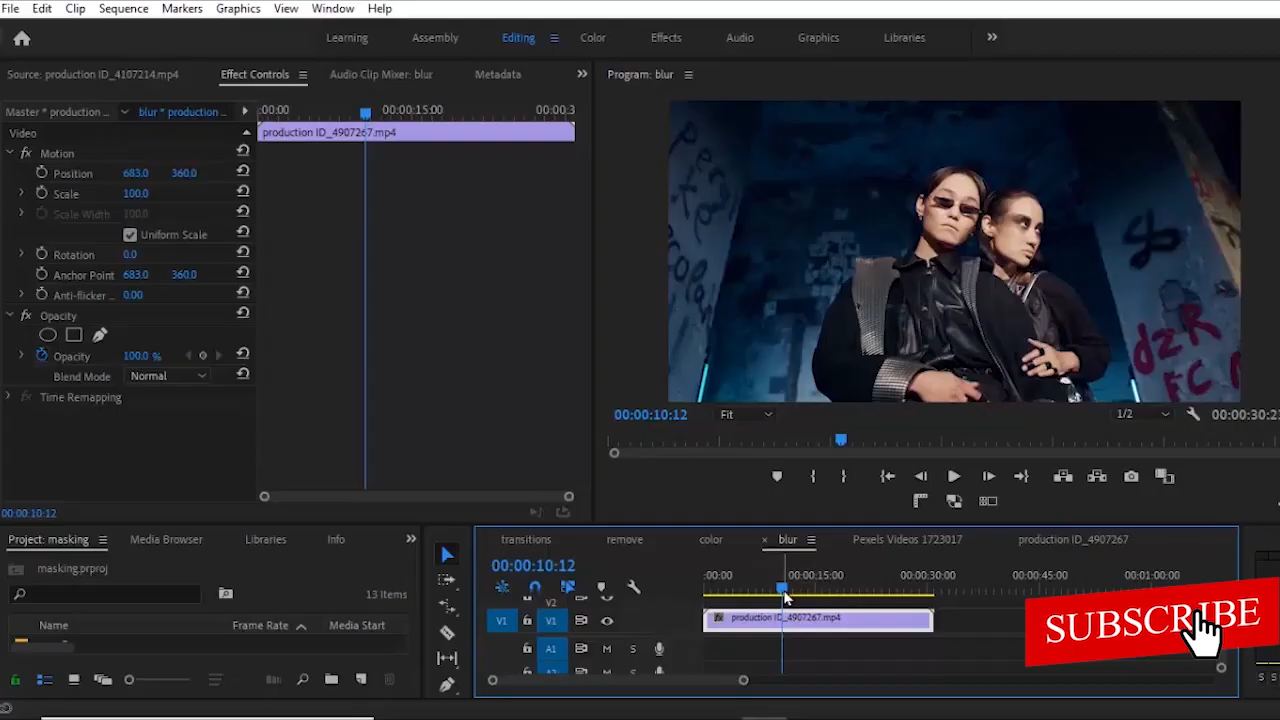 File Edit Clip Sequence Markers Graphics View Window Help
Learning Assembly Editing Color Effects Audio Graphics Libraries
Source: production ID_4107214.mp4 Effect Controls Audio Clip Mixer: blur Metadata
Program: blur
Master * production ... blur * production ...
:00:00 00:00:15:00 00:00:3
Video
production ID_4907267.mp4
fx Motion
Position 683.0 360.0
Scale 100.0
Scale Width 100.0
Uniform Scale
Rotation 0.0
Anchor Point 683.0 360.0
Anti-flicker ... 0.00
fx Opacity
Opacity 100.0 %
Blend Mode Normal
fx Time Remapping
dzR
FC
00:00:10:12 Fit 1/2 00:00:30:2
00:00:10:12
Project: masking Media Browser Libraries Info
masking.prproj
13 Items
Name Frame Rate Media Start
transitions remove color × blur Pexels Videos 1723017 production ID_4907267
00:00:10:12
:00:00 00:00:15:00 00:00:30:00 00:00:45:00 00:01:00:00
V2
V1 V1 fx production ID_4907267.mp4
A1 M S
M S
S S
SUBSCRIBE